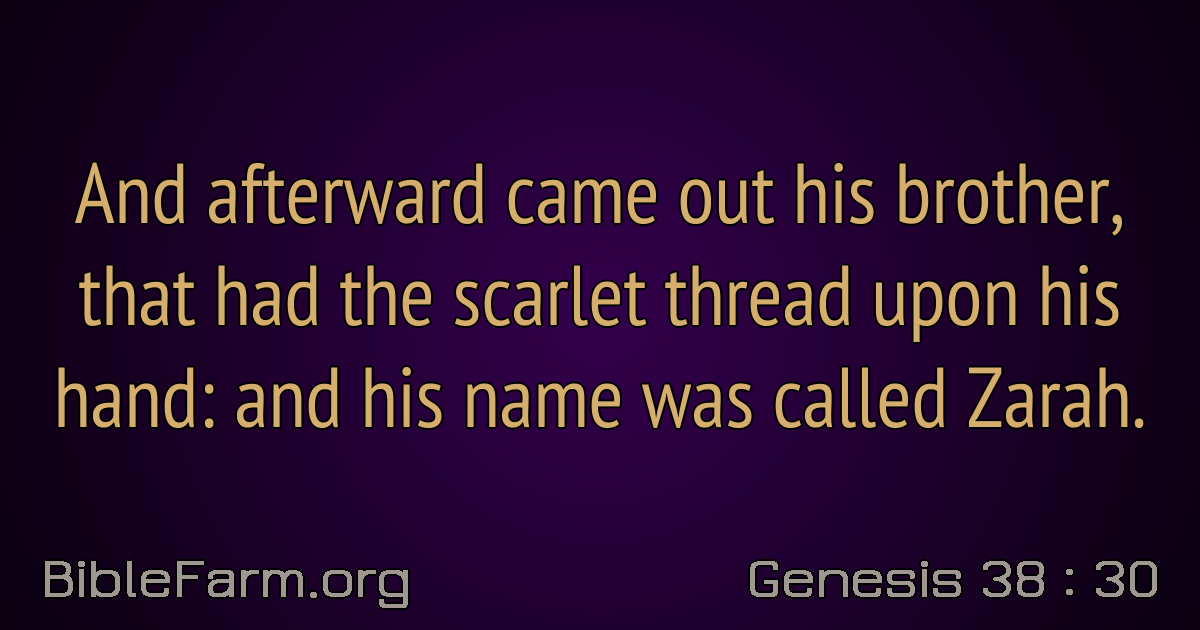 And afterward came out his brother,
that had the scarlet thread upon his
hand: and his name was called Zarah.
BibleFarm.org
Genesis 38 : 30